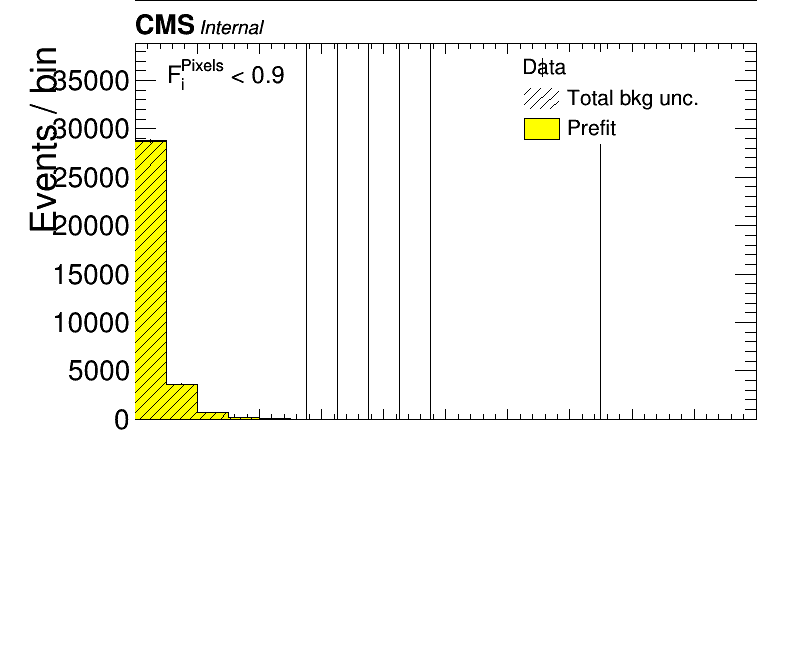 CMS Internal
Events / bin
F_i^Pixels < 0.9
Data
Total bkg unc.
Prefit
35000
30000
25000
20000
15000
10000
5000
0